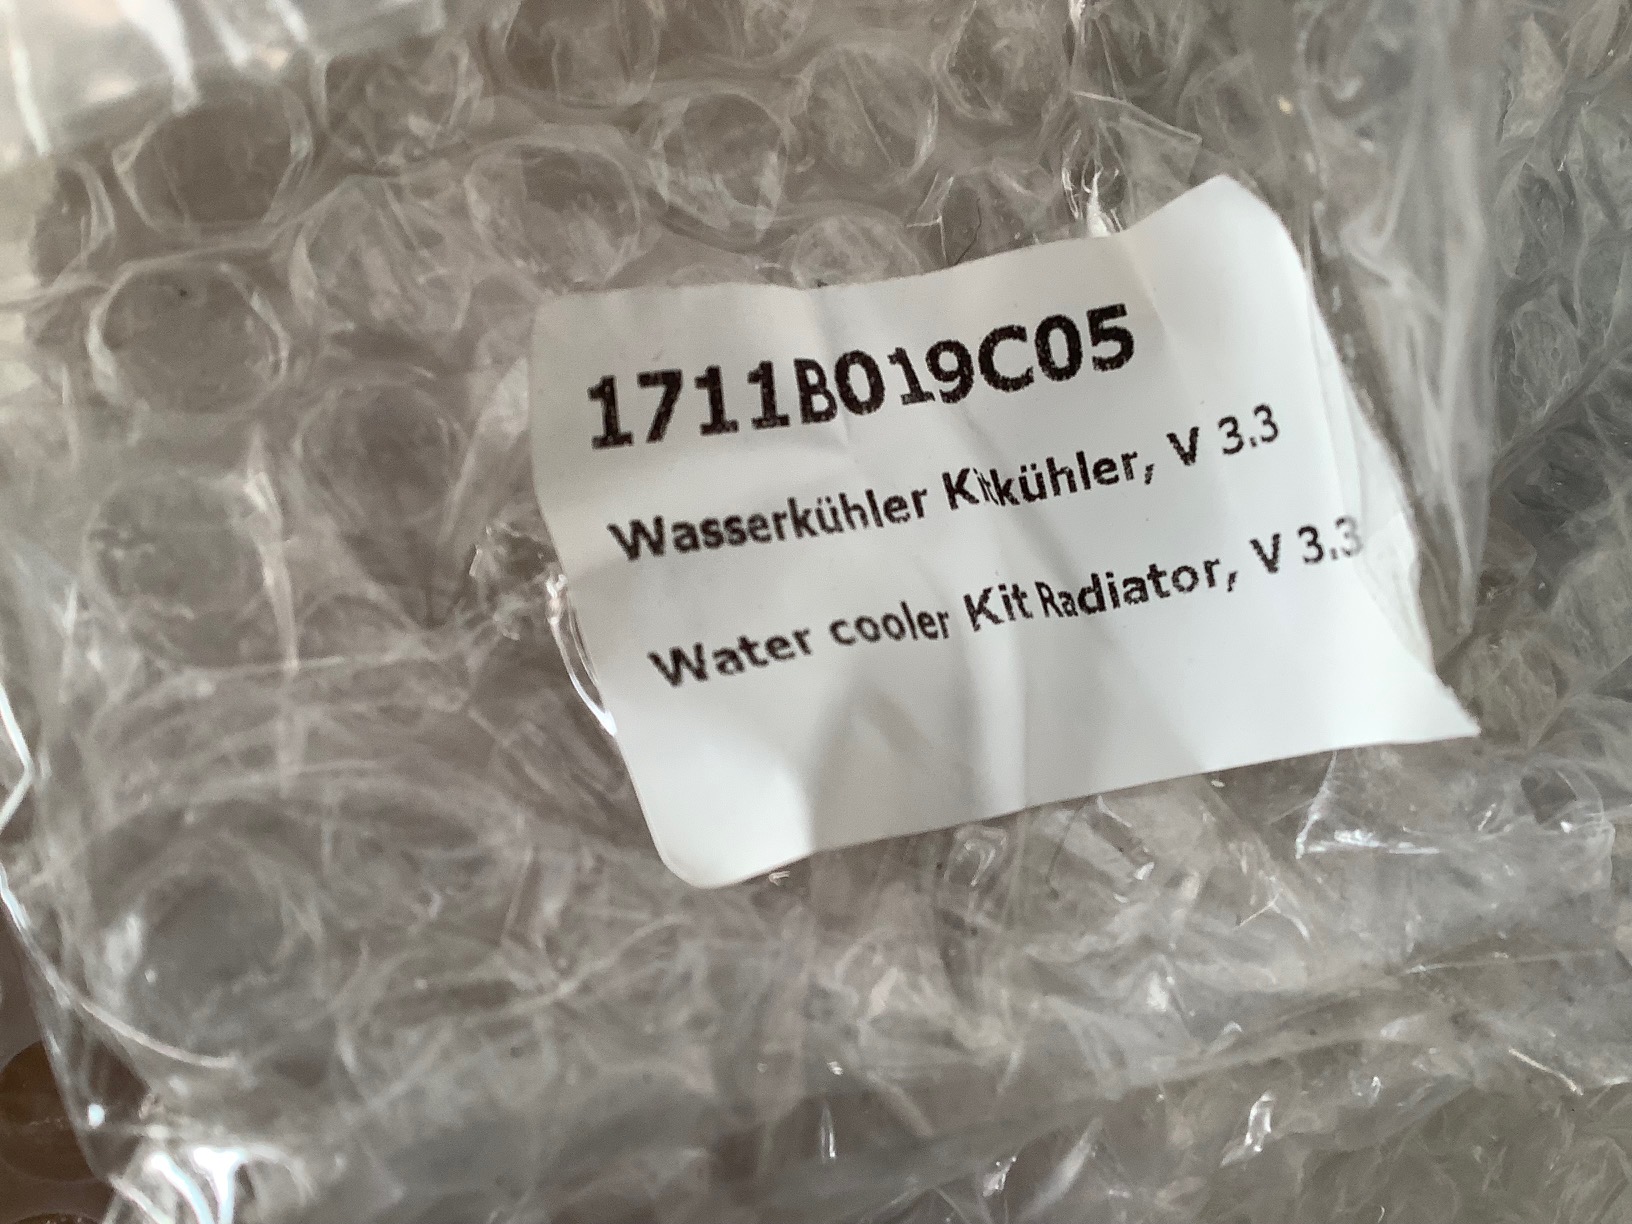 1711B019C05
Wasserkühler Kitkühler, V 3.3
Water cooler Kit Radiator, V 3.3